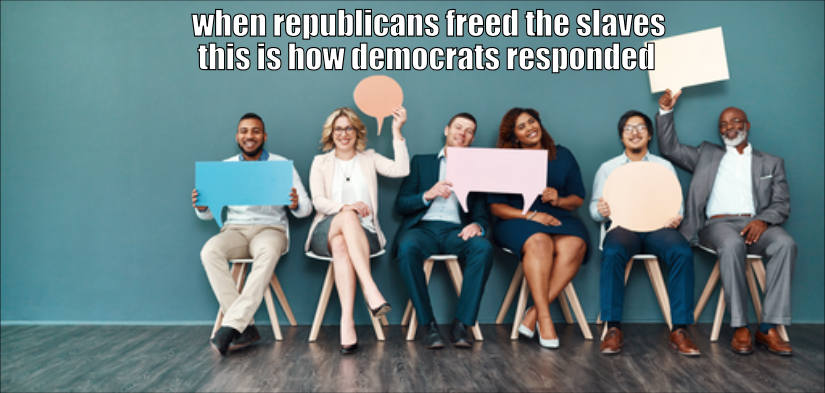 when republicans freed the slaves
this is how democrats responded